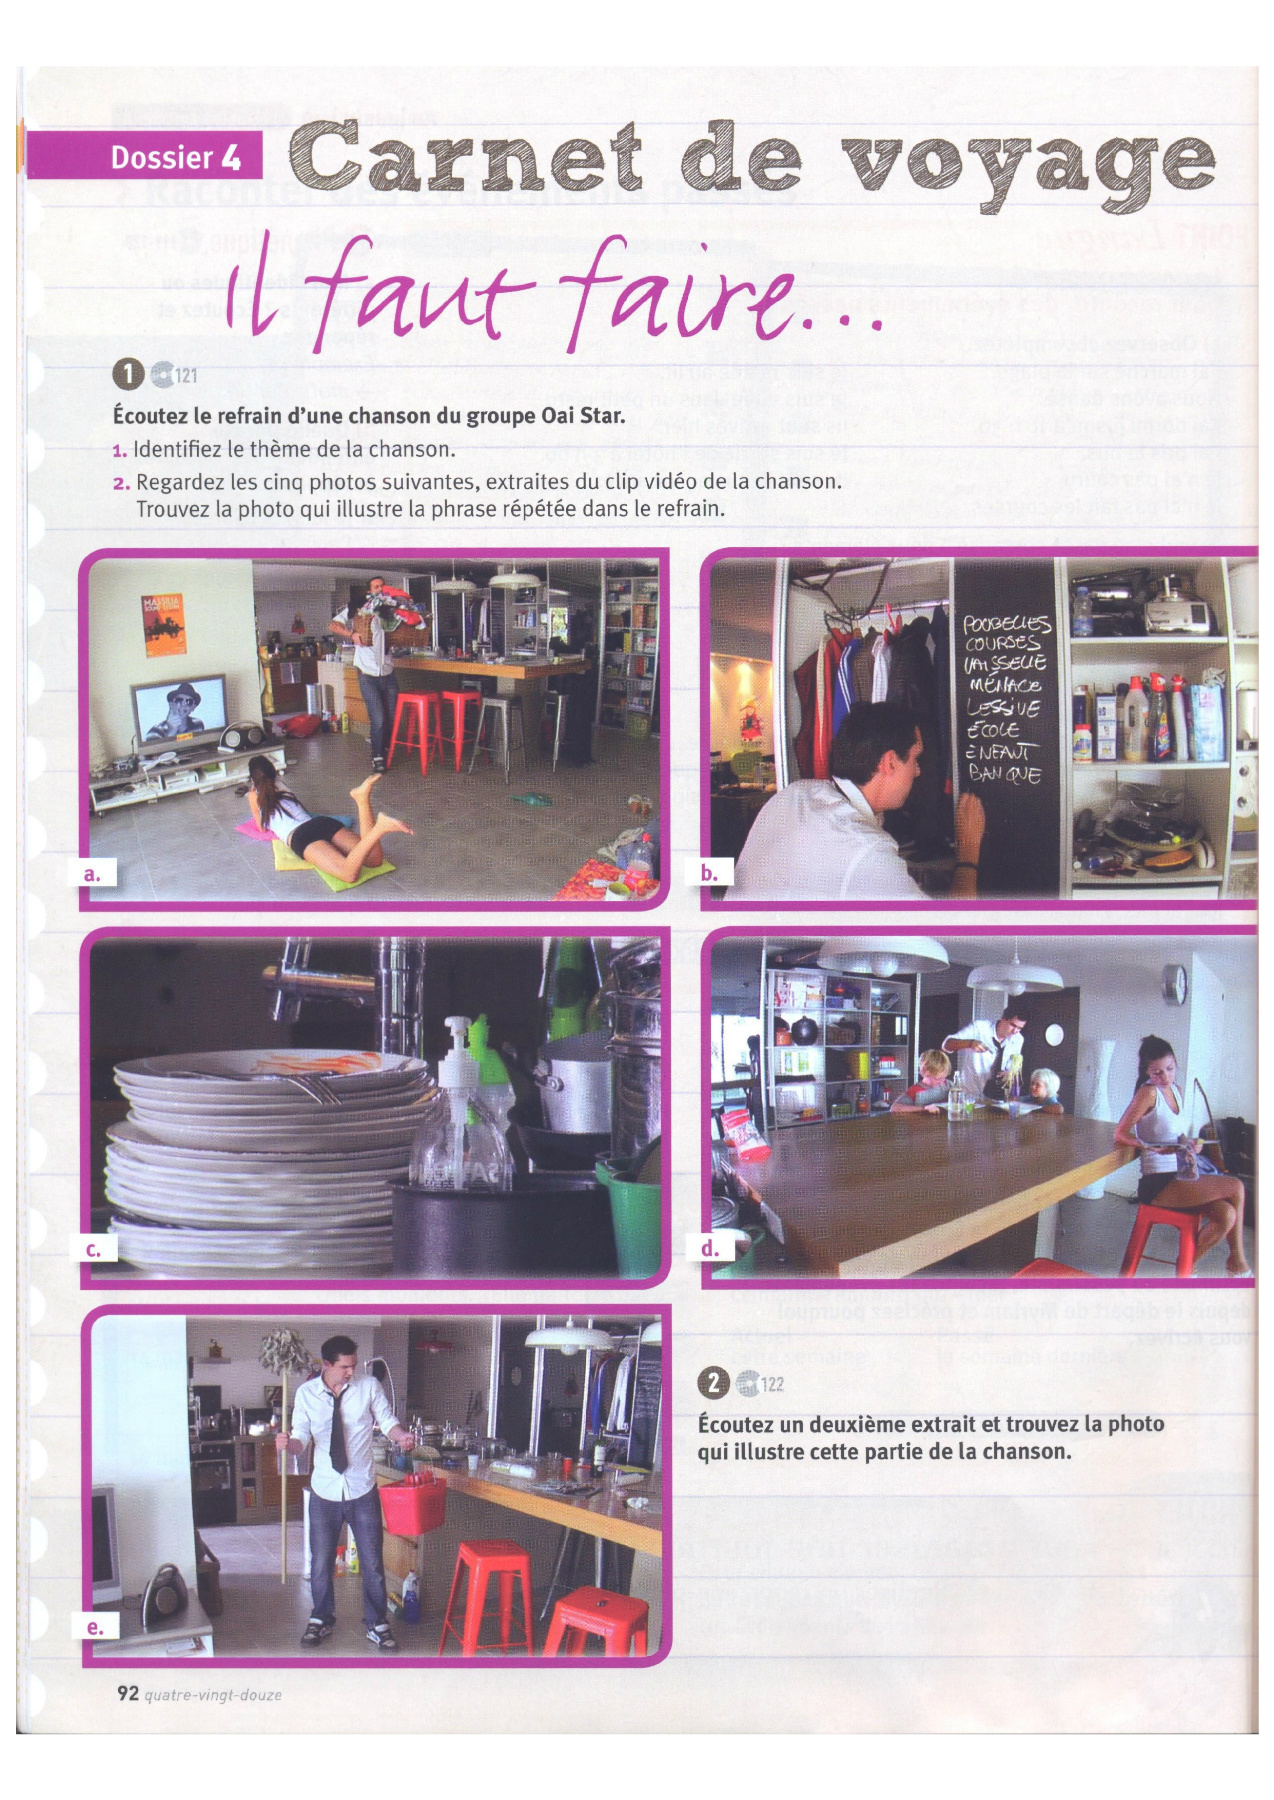 Dossier 4 Carnet de voyage
Il faut faire...
1 121
Écoutez le refrain d'une chanson du groupe Oai Star.
1. Identifiez le thème de la chanson.
2. Regardez les cinq photos suivantes, extraites du clip vidéo de la chanson.
Trouvez la photo qui illustre la phrase répétée dans le refrain.
MASSILIA
SOUND SYSTEM
a.
POUBELLES
COURSES
VAISSELLE
MÉNAGE
LESSIVE
ÉCOLE
ENFANT
BANQUE
b.
c.
d.
e.
2 122
Écoutez un deuxième extrait et trouvez la photo
qui illustre cette partie de la chanson.
92 quatre-vingt-douze